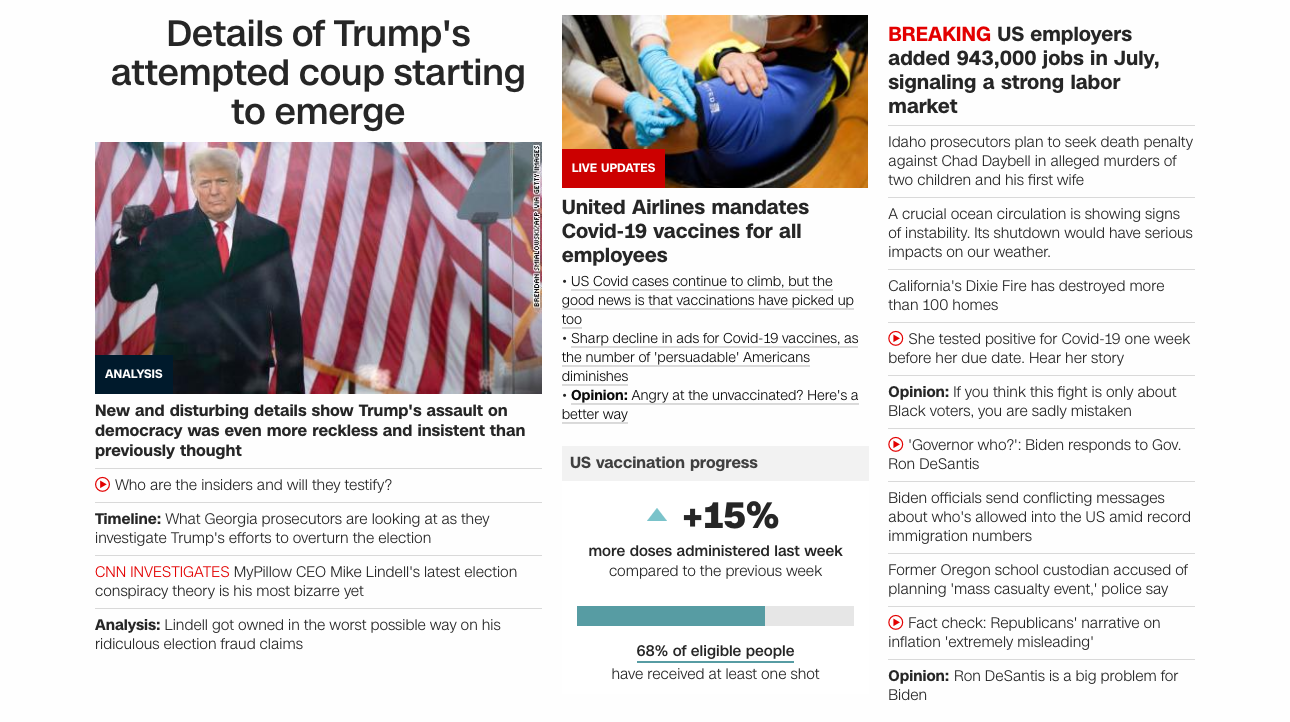 Details of Trump's
attempted coup starting
to emerge
BRENDAN SMIALOWSKI/AFP VIA GETTY IMAGES
ANALYSIS
New and disturbing details show Trump's assault on
democracy was even more reckless and insistent than
previously thought
Who are the insiders and will they testify?
Timeline: What Georgia prosecutors are looking at as they
investigate Trump's efforts to overturn the election
CNN INVESTIGATES MyPillow CEO Mike Lindell's latest election
conspiracy theory is his most bizarre yet
Analysis: Lindell got owned in the worst possible way on his
ridiculous election fraud claims
UNITED
LIVE UPDATES
United Airlines mandates
Covid-19 vaccines for all
employees
• US Covid cases continue to climb, but the
good news is that vaccinations have picked up
too
• Sharp decline in ads for Covid-19 vaccines, as
the number of 'persuadable' Americans
diminishes
• Opinion: Angry at the unvaccinated? Here's a
better way
US vaccination progress
+15%
more doses administered last week
compared to the previous week
68% of eligible people
have received at least one shot
BREAKING US employers
added 943,000 jobs in July,
signaling a strong labor
market
Idaho prosecutors plan to seek death penalty
against Chad Daybell in alleged murders of
two children and his first wife
A crucial ocean circulation is showing signs
of instability. Its shutdown would have serious
impacts on our weather.
California's Dixie Fire has destroyed more
than 100 homes
She tested positive for Covid-19 one week
before her due date. Hear her story
Opinion: If you think this fight is only about
Black voters, you are sadly mistaken
'Governor who?': Biden responds to Gov.
Ron DeSantis
Biden officials send conflicting messages
about who's allowed into the US amid record
immigration numbers
Former Oregon school custodian accused of
planning 'mass casualty event,' police say
Fact check: Republicans' narrative on
inflation 'extremely misleading'
Opinion: Ron DeSantis is a big problem for
Biden